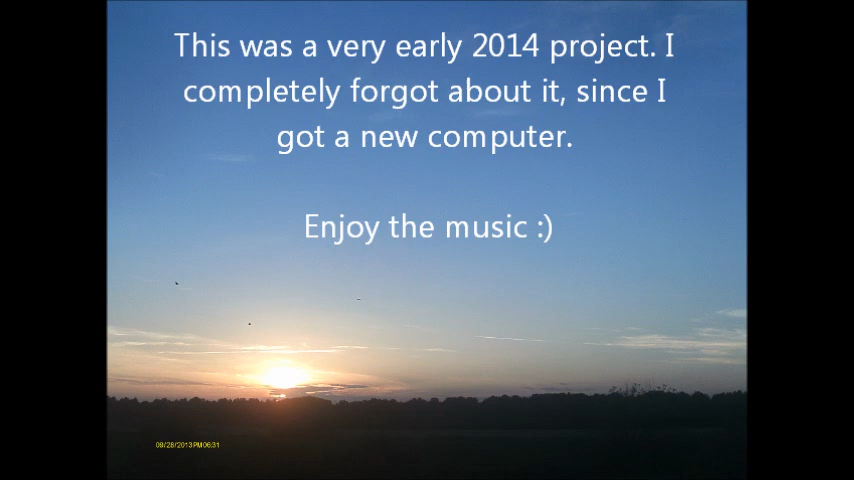 This was a very early 2014 project. I
completely forgot about it, since I
got a new computer.
Enjoy the music :)
09/28/2013 PM 06:31